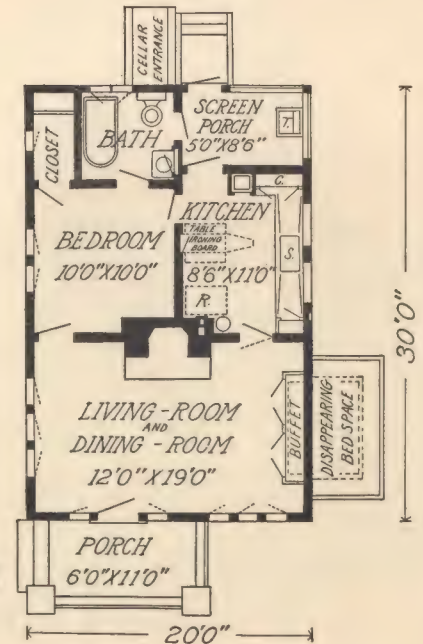 CELLAR
ENTRANCE
SCREEN
PORCH
5'0"X8'6"
T.
BATH
CLOSET
C.
KITCHEN
TABLE
IRONING
BOARD
S.
BEDROOM
10'0"X10'0"
8'6"X11'0"
R.
30'0"
LIVING-ROOM
AND
DINING-ROOM
12'0"X19'0"
BUFFET
DISAPPEARING
BED SPACE
PORCH
6'0"X11'0"
20'0"